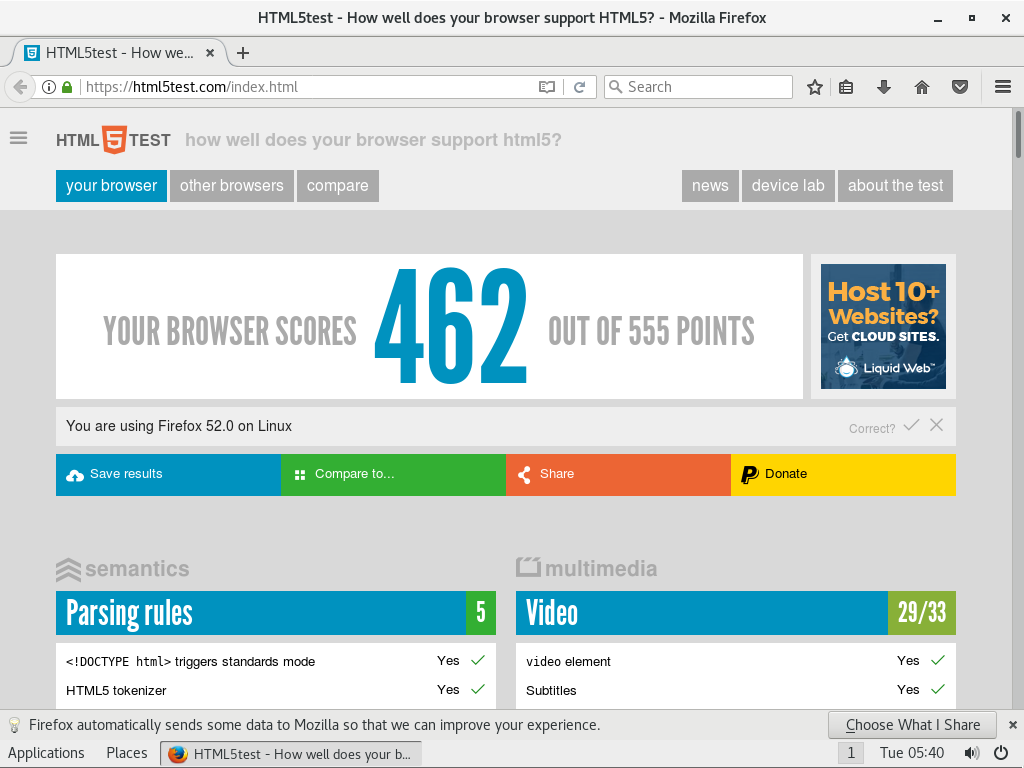 HTML5test - How well does your browser support HTML5? - Mozilla Firefox
HTML5test - How we...
https://html5test.com/index.html
Search
HTML 5 TEST how well does your browser support html5?
your browser other browsers compare news device lab about the test
YOUR BROWSER SCORES 462 OUT OF 555 POINTS
Host 10+
Websites?
Get CLOUD SITES.
Liquid Web™
You are using Firefox 52.0 on Linux Correct?
Save results Compare to... Share Donate
semantics
Parsing rules 5
<!DOCTYPE html> triggers standards mode Yes
HTML5 tokenizer Yes
multimedia
Video 29/33
video element Yes
Subtitles Yes
Firefox automatically sends some data to Mozilla so that we can improve your experience. Choose What I Share
Applications Places HTML5test - How well does your b... 1 Tue 05:40